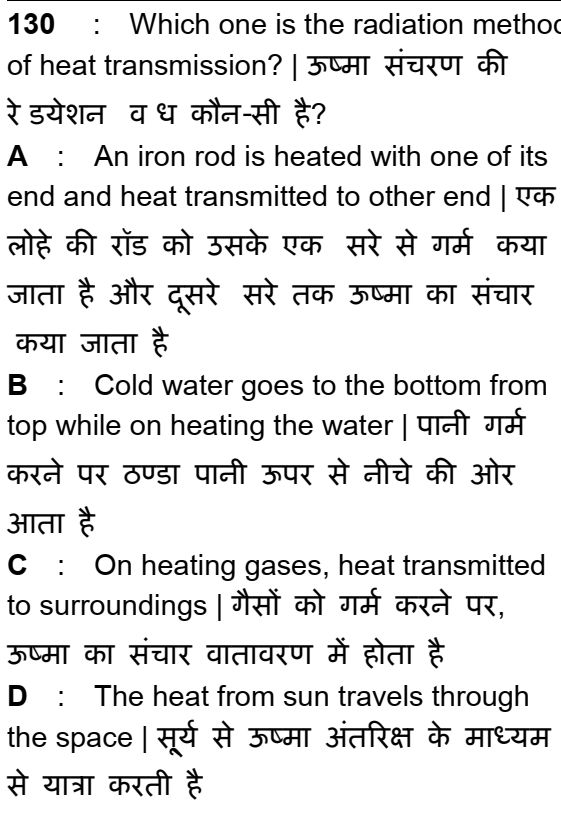 130 : Which one is the radiation method
of heat transmission? | ऊष्मा संचरण की
रे डयेशन व ध कौन-सी है?
A : An iron rod is heated with one of its
end and heat transmitted to other end | एक
लोहे की रॉड को उसके एक सरे से गर्म कया
जाता है और दूसरे सरे तक ऊष्मा का संचार
कया जाता है
B : Cold water goes to the bottom from
top while on heating the water | पानी गर्म
करने पर ठण्डा पानी ऊपर से नीचे की ओर
आता है
C : On heating gases, heat transmitted
to surroundings | गैसों को गर्म करने पर,
ऊष्मा का संचार वातावरण में होता है
D : The heat from sun travels through
the space | सूर्य से ऊष्मा अंतरिक्ष के माध्यम
से यात्रा करती है